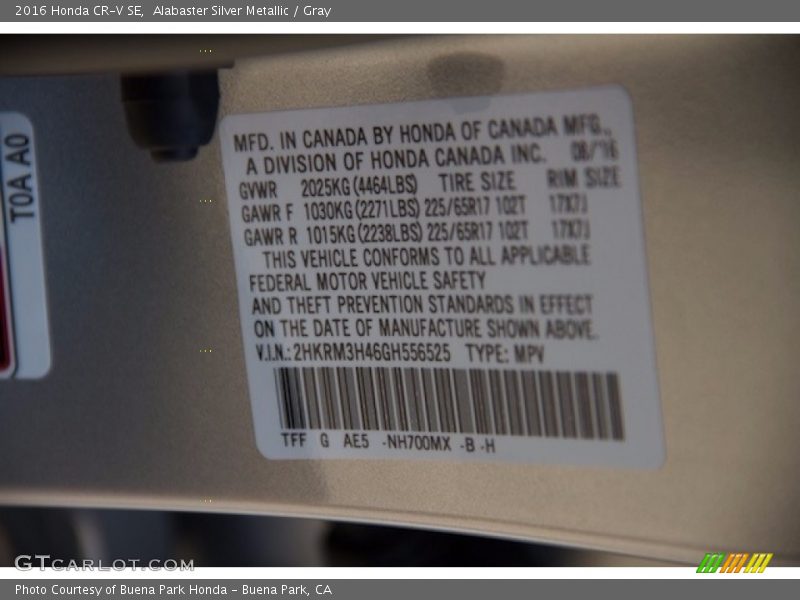 2016 Honda CR-V SE,  Alabaster Silver Metallic / Gray
T0A A0
MFD. IN CANADA BY HONDA OF CANADA MFG.,
A DIVISION OF HONDA CANADA INC. 06/16
GVWR 2025KG (4464LBS) TIRE SIZE RIM SIZE
GAWR F 1030KG (2271LBS) 225/65R17 102T 17X7J
GAWR R 1015KG (2238LBS) 225/65R17 102T 17X7J
THIS VEHICLE CONFORMS TO ALL APPLICABLE
FEDERAL MOTOR VEHICLE SAFETY
AND THEFT PREVENTION STANDARDS IN EFFECT
ON THE DATE OF MANUFACTURE SHOWN ABOVE.
V.I.N.: 2HKRM3H46GH556525 TYPE: MPV
TFF G AE5 -NH700MX -B -H
GTCARLOT.COM
Photo Courtesy of Buena Park Honda - Buena Park, CA